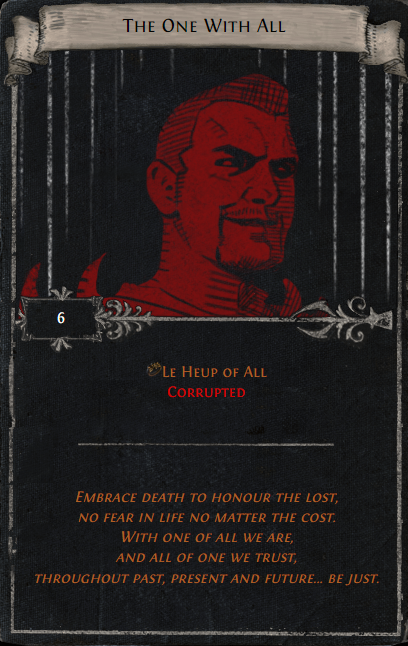 The One With All
6
Le Heup of All
Corrupted
Embrace death to honour the lost,
no fear in life no matter the cost.
With one of all we are,
and all of one we trust,
throughout past, present and future... be just.